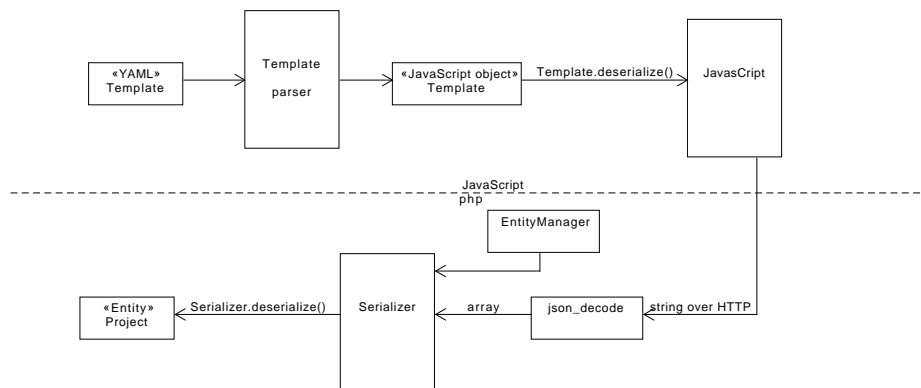 «YAML»
Template
Template
parser
«JavaScript object»
Template
Template.deserialize()
JavasCript
JavaScript
php
EntityManager
«Entity»
Project
Serializer.deserialize()
Serializer
array
json_decode
string over HTTP